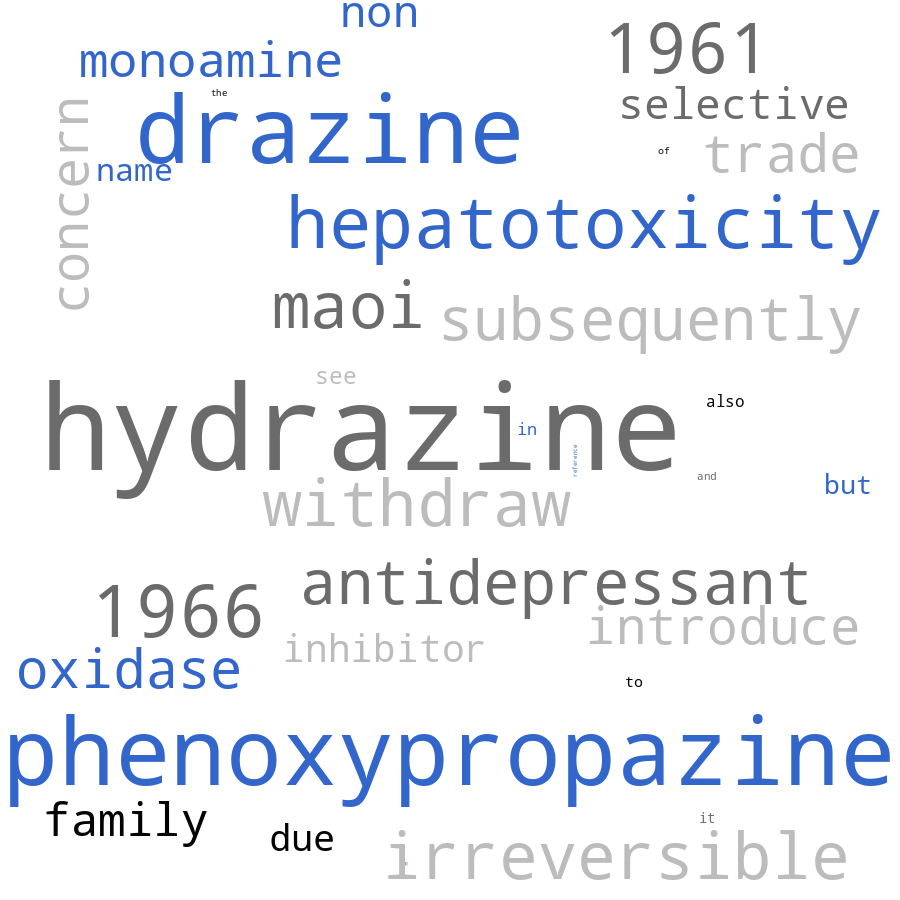 non
1961
monoamine
the
selective
drazine
concern
of
trade
name
hepatotoxicity
maoi
subsequently
see
hydrazine
also
in
reference
and
but
withdraw
antidepressant
1966
introduce
inhibitor
oxidase
to
phenoxypropazine
family
due
it
irreversible